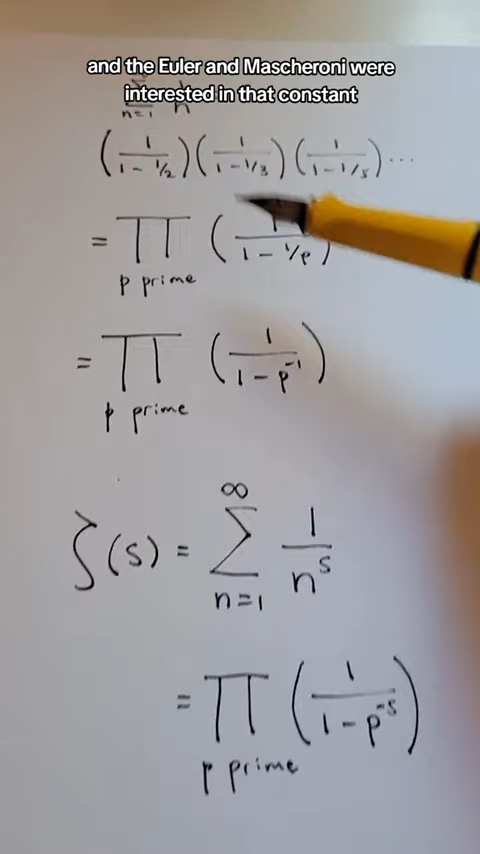 and the Euler and Mascheroni were
interested in that constant
n=1
(1/(1 - 1/2)) (1/(1 - 1/3)) (1/(1 - 1/5)) ...
= ∏ (1/(1 - 1/p))
p prime
= ∏ (1/(1 - p⁻¹))
p prime
ζ(s) = ∑ 1/nˢ
∞
n=1
= ∏ (1/(1 - p⁻ˢ))
p prime